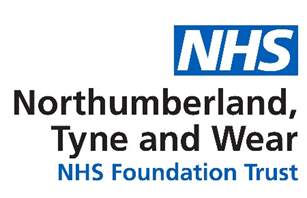 NHS
Northumberland,
Tyne and Wear
NHS Foundation Trust